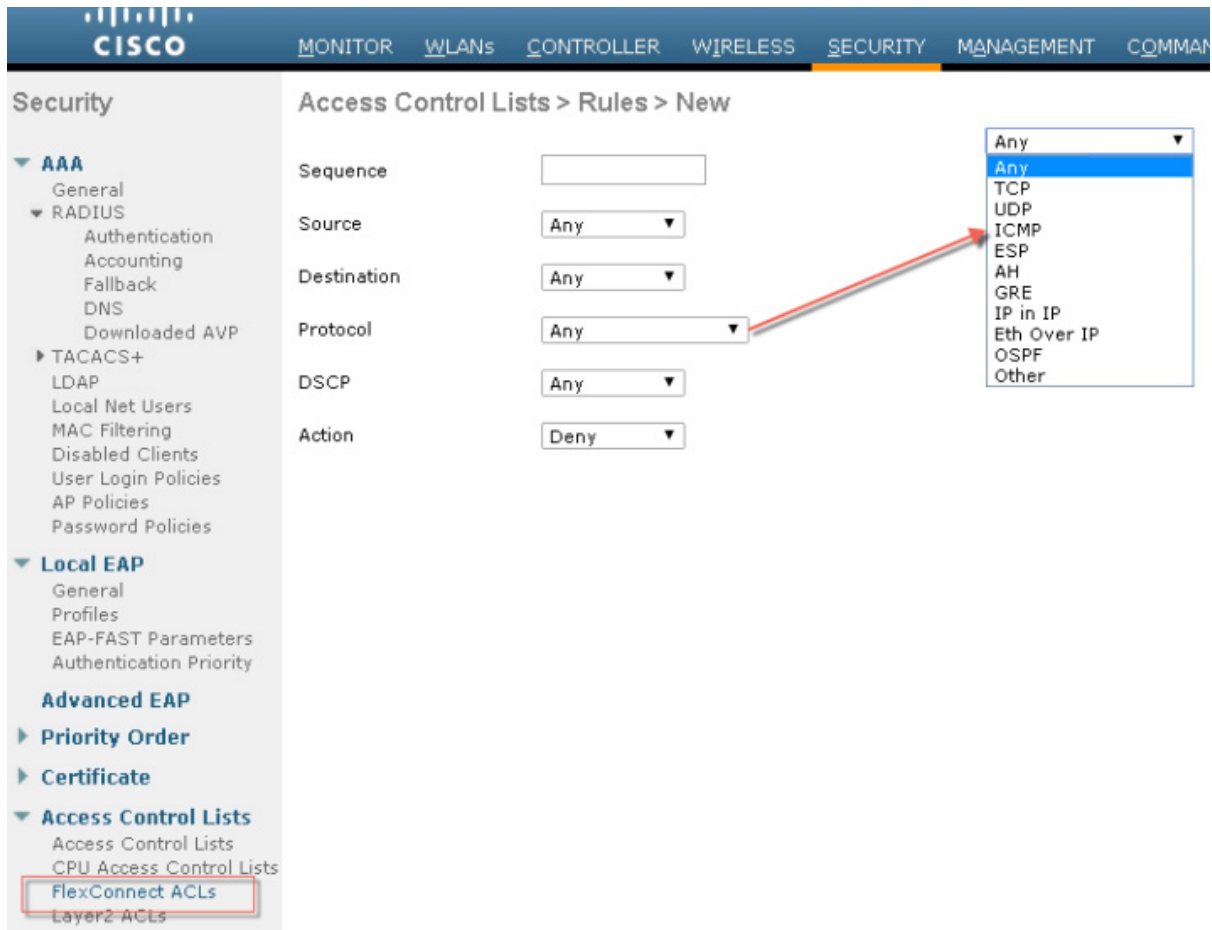 CISCO
MONITOR WLANs CONTROLLER WIRELESS SECURITY MANAGEMENT COMMAN
Security
AAA
General
RADIUS
Authentication
Accounting
Fallback
DNS
Downloaded AVP
TACACS+
LDAP
Local Net Users
MAC Filtering
Disabled Clients
User Login Policies
AP Policies
Password Policies
Local EAP
General
Profiles
EAP-FAST Parameters
Authentication Priority
Advanced EAP
Priority Order
Certificate
Access Control Lists
Access Control Lists
CPU Access Control Lists
FlexConnect ACLs
Layer2 ACLs
Access Control Lists > Rules > New
Sequence
Source Any
Destination Any
Protocol Any
DSCP Any
Action Deny
Any
Any
TCP
UDP
ICMP
ESP
AH
GRE
IP in IP
Eth Over IP
OSPF
Other